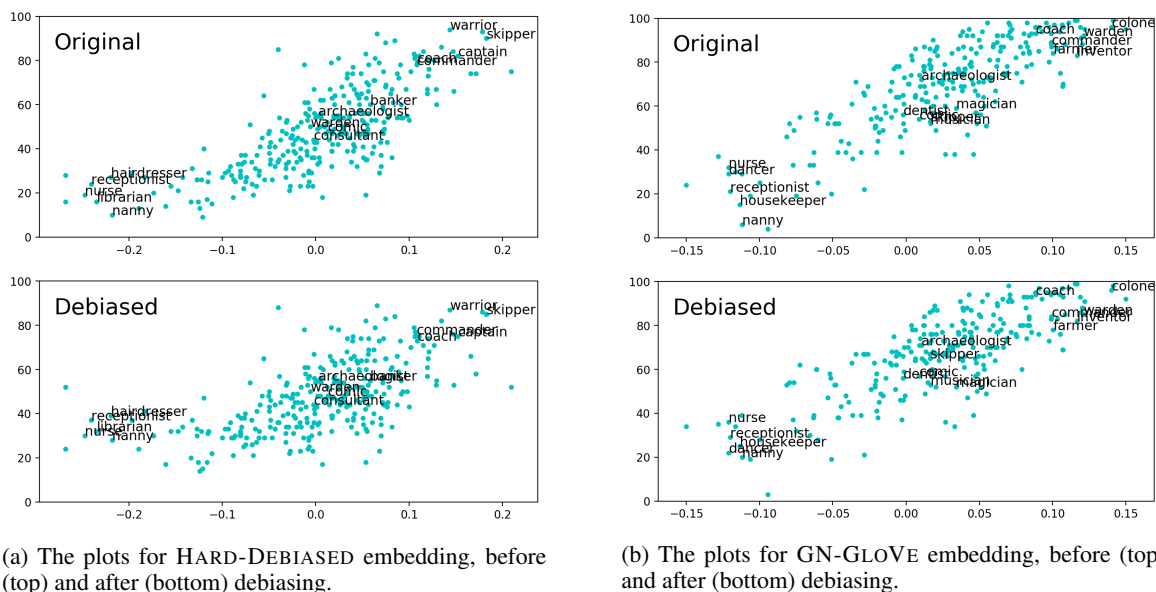 100
80
60
40
20
0
Original
warrior
skipper
captain
coach
commander
banker
archaeologist
warden
comic
consultant
hairdresser
receptionist
nurse
librarian
nanny
−0.2 −0.1 0.0 0.1 0.2
100
80
60
40
20
0
Debiased
warrior
skipper
commander
captain
coach
archaeologist
banker
warden
comic
consultant
hairdresser
receptionist
librarian
nurse
nanny
−0.2 −0.1 0.0 0.1 0.2
(a) The plots for HARD-DEBIASED embedding, before
(top) and after (bottom) debiasing.
100
80
60
40
20
0
Original
colone
coach
warden
commander
farmer
inventor
archaeologist
magician
dentist
comic
skipper
musician
nurse
dancer
receptionist
housekeeper
nanny
−0.15 −0.10 −0.05 0.00 0.05 0.10 0.15
100
80
60
40
20
0
Debiased
colone
coach
warden
commander
inventor
farmer
archaeologist
skipper
comic
dentist
musician
magician
nurse
receptionist
housekeeper
dancer
nanny
−0.15 −0.10 −0.05 0.00 0.05 0.10 0.15
(b) The plots for GN-GLOVE embedding, before (top
and after (bottom) debiasing.